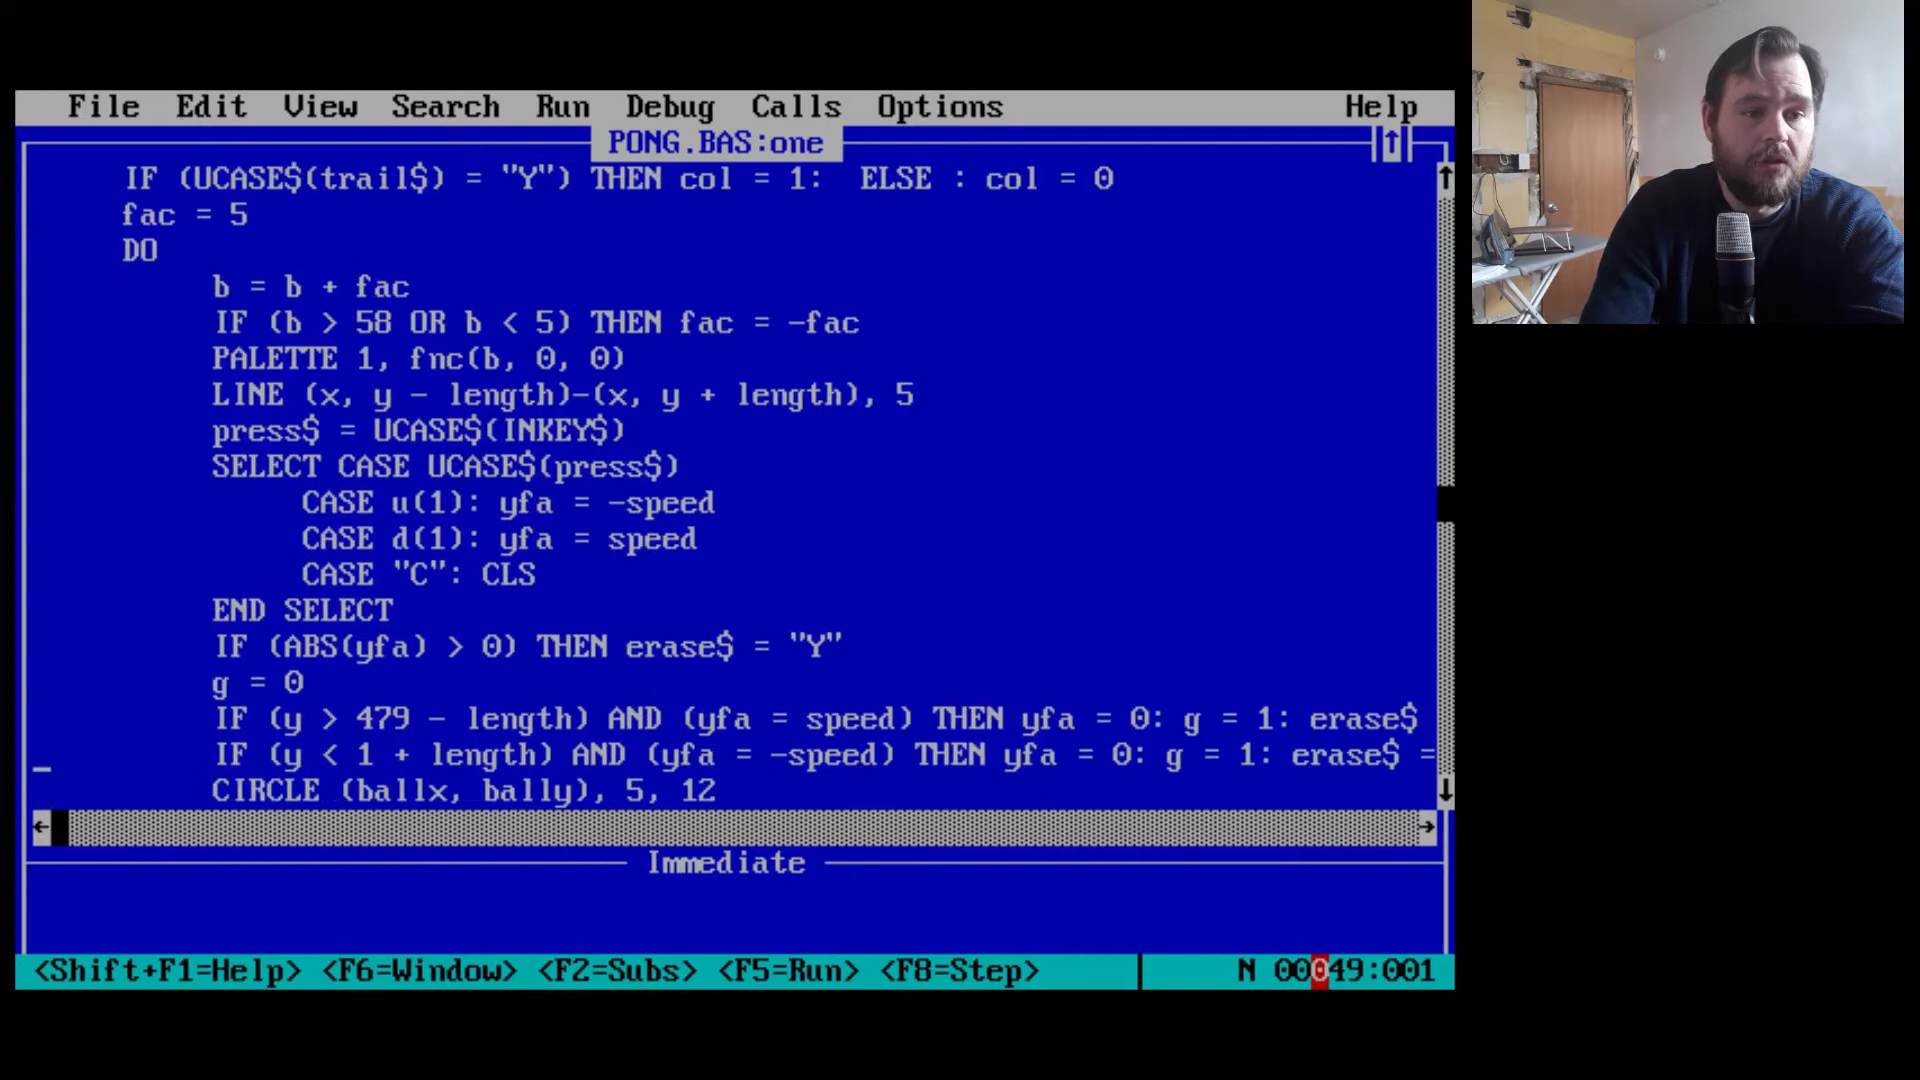 File Edit View Search Run Debug Calls Options Help
PONG.BAS:one
IF (UCASE$(trail$) = "Y") THEN col = 1:  ELSE : col = 0
fac = 5
DO
b = b + fac
IF (b > 58 OR b < 5) THEN fac = -fac
PALETTE 1, fnc(b, 0, 0)
LINE (x, y - length)-(x, y + length), 5
press$ = UCASE$(INKEY$)
SELECT CASE UCASE$(press$)
CASE u(1): yfa = -speed
CASE d(1): yfa = speed
CASE "C": CLS
END SELECT
IF (ABS(yfa) > 0) THEN erase$ = "Y"
g = 0
IF (y > 479 - length) AND (yfa = speed) THEN yfa = 0: g = 1: erase$
IF (y < 1 + length) AND (yfa = -speed) THEN yfa = 0: g = 1: erase$ =
CIRCLE (ballx, bally), 5, 12
Immediate
<Shift+F1=Help> <F6=Window> <F2=Subs> <F5=Run> <F8=Step> N 00049:001